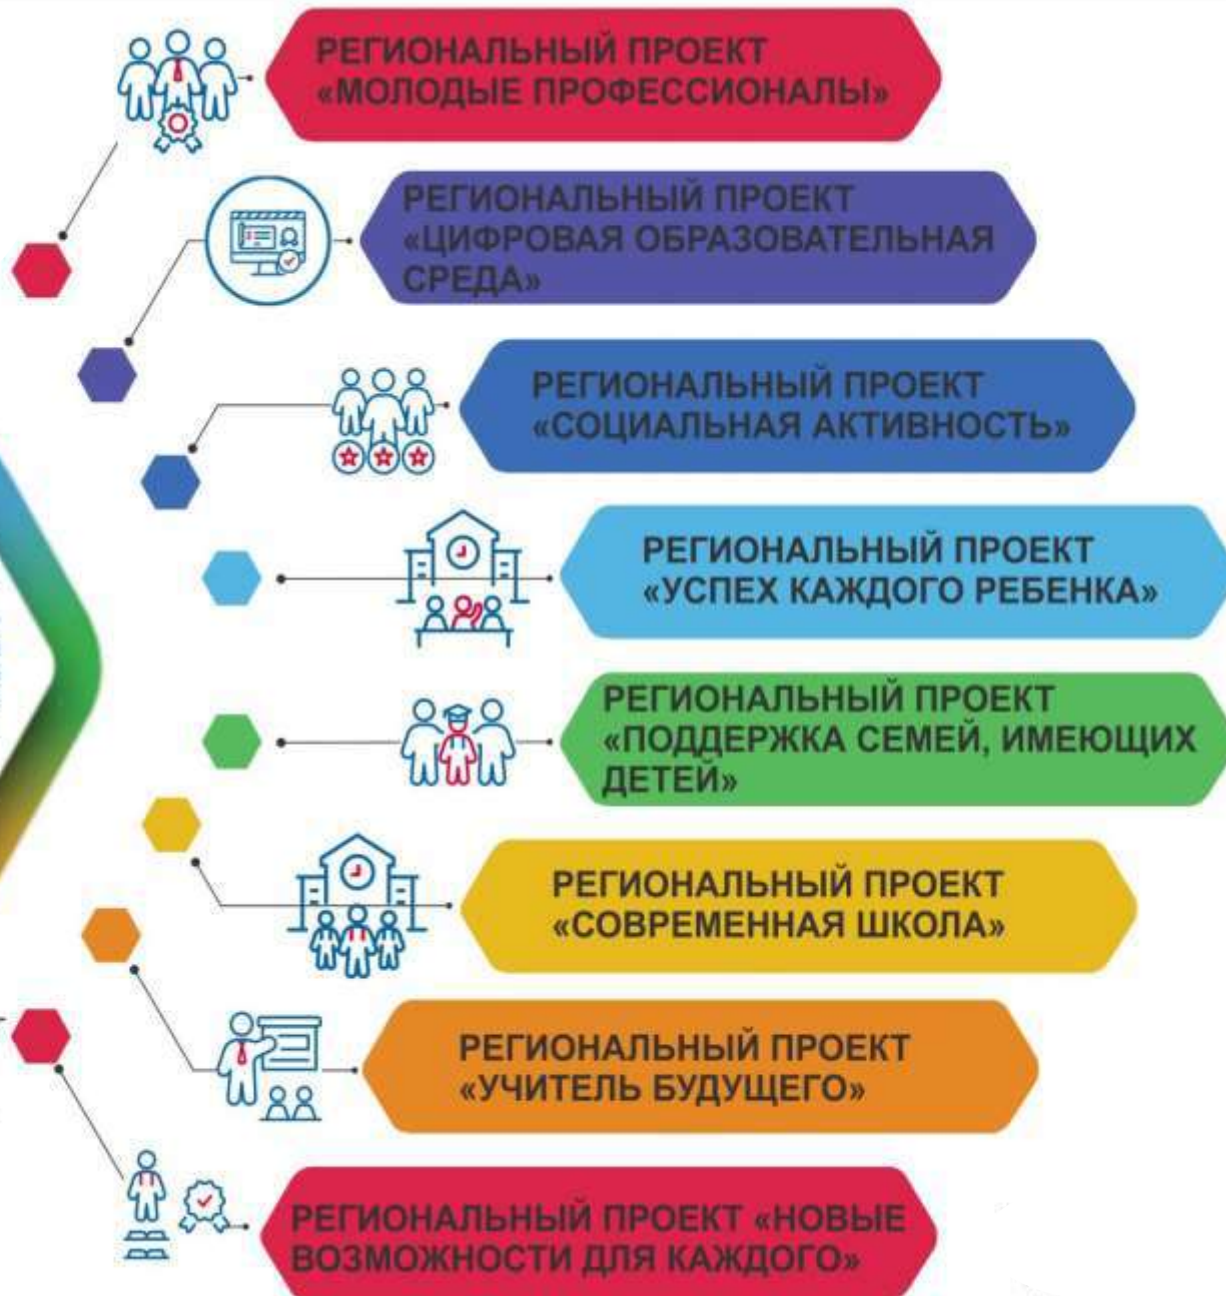 РЕГИОНАЛЬНЫЙ ПРОЕКТ
«МОЛОДЫЕ ПРОФЕССИОНАЛЫ»
РЕГИОНАЛЬНЫЙ ПРОЕКТ
«ЦИФРОВАЯ ОБРАЗОВАТЕЛЬНАЯ
СРЕДА»
РЕГИОНАЛЬНЫЙ ПРОЕКТ
«СОЦИАЛЬНАЯ АКТИВНОСТЬ»
РЕГИОНАЛЬНЫЙ ПРОЕКТ
«УСПЕХ КАЖДОГО РЕБЕНКА»
РЕГИОНАЛЬНЫЙ ПРОЕКТ
«ПОДДЕРЖКА СЕМЕЙ, ИМЕЮЩИХ
ДЕТЕЙ»
РЕГИОНАЛЬНЫЙ ПРОЕКТ
«СОВРЕМЕННАЯ ШКОЛА»
РЕГИОНАЛЬНЫЙ ПРОЕКТ
«УЧИТЕЛЬ БУДУЩЕГО»
РЕГИОНАЛЬНЫЙ ПРОЕКТ «НОВЫЕ
ВОЗМОЖНОСТИ ДЛЯ КАЖДОГО»